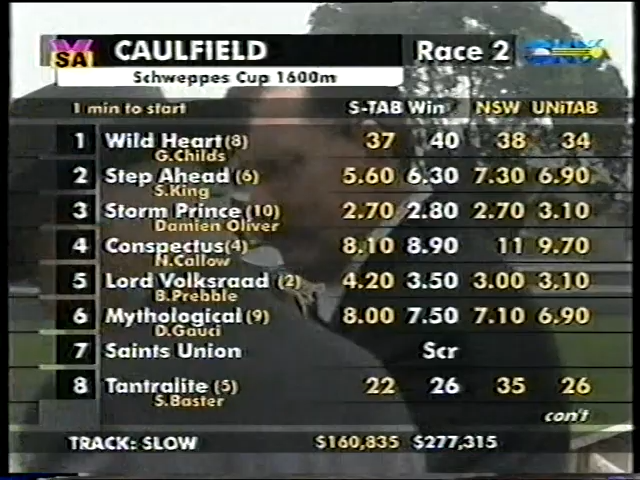 SA CAULFIELD Race 2
Schweppes Cup 1600m
1 min to start S-TAB Win NSW UNiTAB
1 Wild Heart(8) 37 40 38 34
G.Childs
2 Step Ahead (6) 5.60 6.30 7.30 6.90
S.King
3 Storm Prince(10) 2.70 2.80 2.70 3.10
Damien Oliver
4 Conspectus(4) 8.10 8.90 11 9.70
N.Callow
5 Lord Volksraad (2) 4.20 3.50 3.00 3.10
B.Prebble
6 Mythological (9) 8.00 7.50 7.10 6.90
D.Gauci
7 Saints Union Scr
8 Tantralite (5) 22 26 35 26
S.Baster
con't
TRACK: SLOW $160,835 $277,315